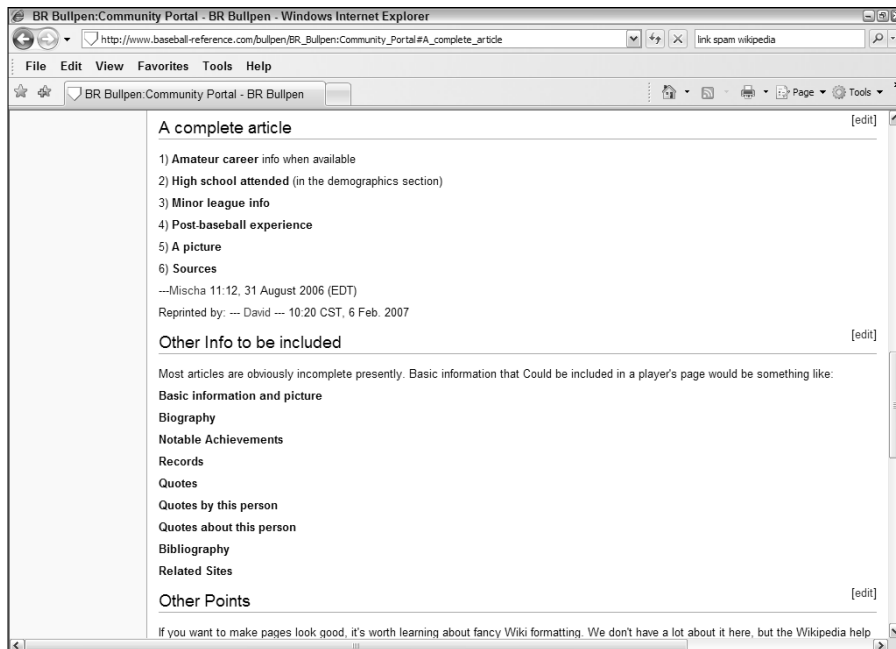 BR Bullpen:Community Portal - BR Bullpen - Windows Internet Explorer
http://www.baseball-reference.com/bullpen/BR_Bullpen:Community_Portal#A_complete_article
link spam wikipedia
File Edit View Favorites Tools Help
BR Bullpen:Community Portal - BR Bullpen
Page Tools
A complete article [edit]
1) Amateur career info when available
2) High school attended (in the demographics section)
3) Minor league info
4) Post-baseball experience
5) A picture
6) Sources
---Mischa 11:12, 31 August 2006 (EDT)
Reprinted by: --- David --- 10:20 CST, 6 Feb. 2007
Other Info to be included [edit]
Most articles are obviously incomplete presently. Basic information that Could be included in a player's page would be something like:
Basic information and picture
Biography
Notable Achievements
Records
Quotes
Quotes by this person
Quotes about this person
Bibliography
Related Sites
Other Points [edit]
If you want to make pages look good, it's worth learning about fancy Wiki formatting. We don't have a lot about it here, but the Wikipedia help